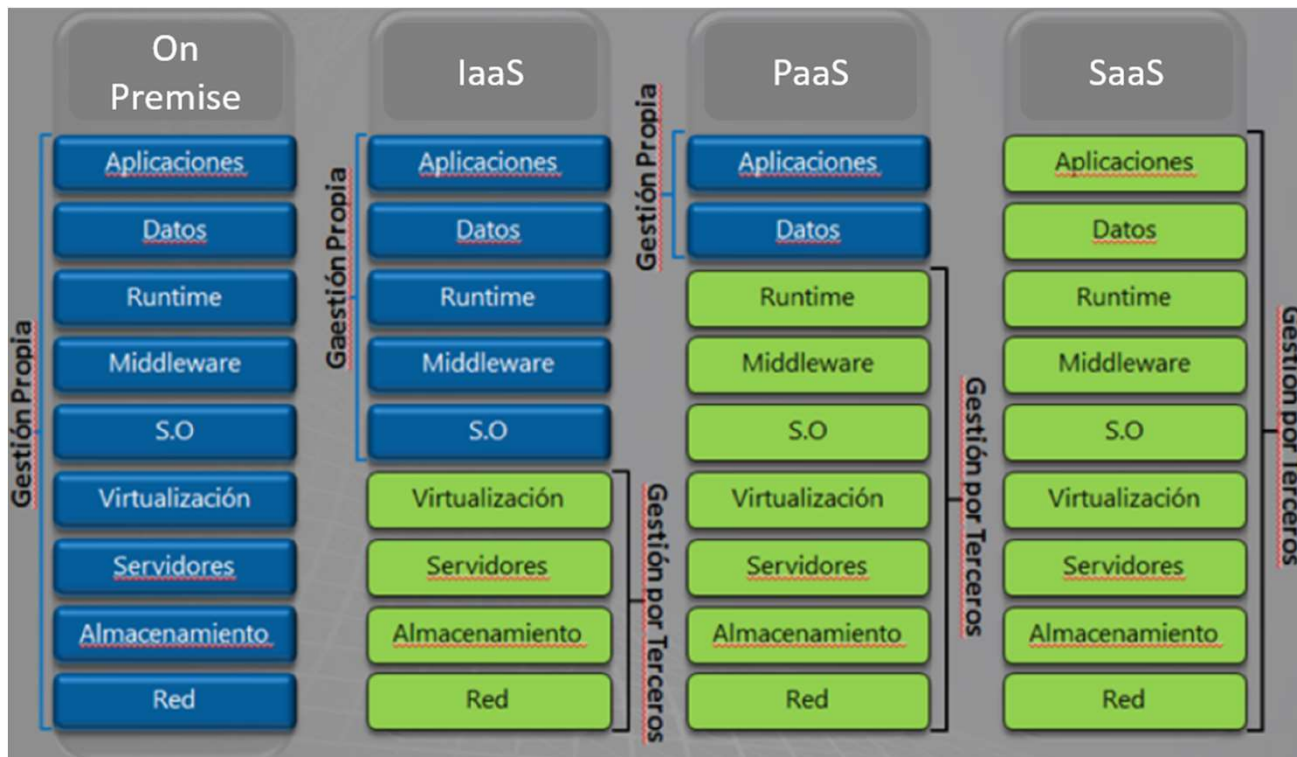 On
Premise
Gestión Propia
Aplicaciones
Datos
Runtime
Middleware
S.O
Virtualización
Servidores
Almacenamiento
Red
IaaS
Gaestión Propia
Aplicaciones
Datos
Runtime
Middleware
S.O
Virtualización
Servidores
Almacenamiento
Red
Gestión por Terceros
PaaS
Gestión Propia
Aplicaciones
Datos
Runtime
Middleware
S.O
Virtualización
Servidores
Almacenamiento
Red
Gestión por Terceros
SaaS
Aplicaciones
Datos
Runtime
Middleware
S.O
Virtualización
Servidores
Almacenamiento
Red
Gestión por Terceros